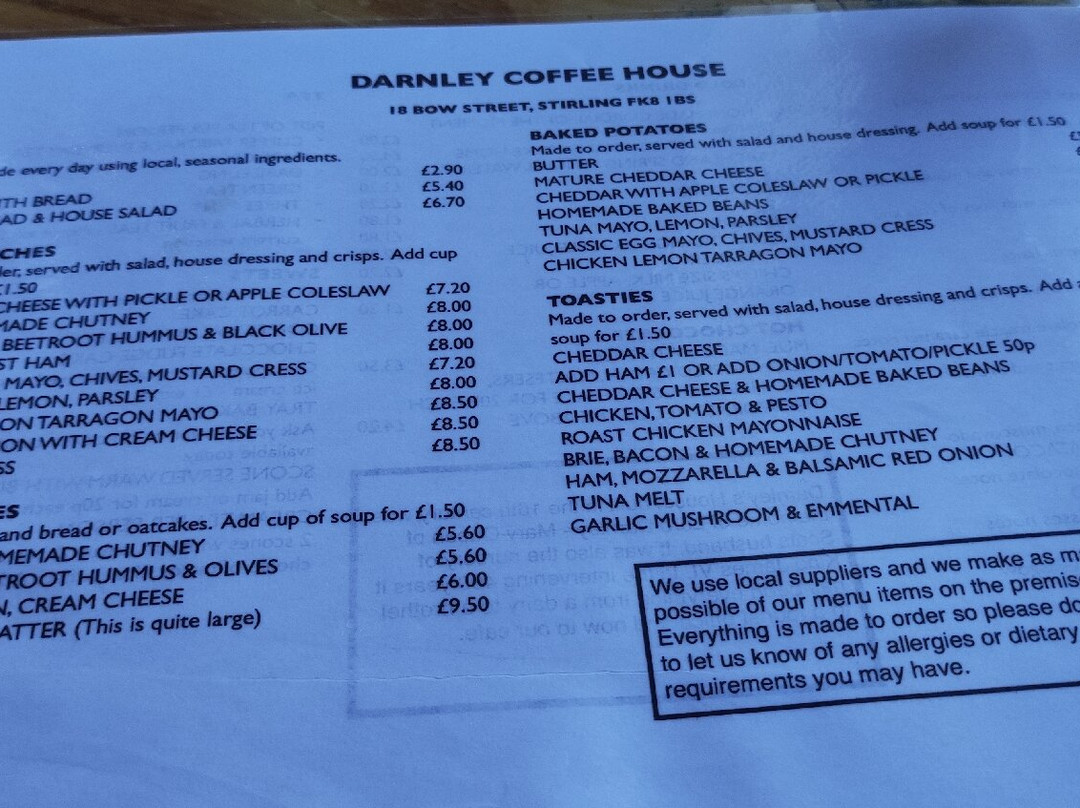 DARNLEY COFFEE HOUSE
18 BOW STREET, STIRLING FK8 1BS
de every day using local, seasonal ingredients.
£2.90
TH BREAD £5.40
AD & HOUSE SALAD £6.70
CHES
er, served with salad, house dressing and crisps. Add cup
£1.50
CHEESE WITH PICKLE OR APPLE COLESLAW £7.20
MADE CHUTNEY £8.00
BEETROOT HUMMUS & BLACK OLIVE £8.00
ST HAM £8.00
MAYO, CHIVES, MUSTARD CRESS £7.20
LEMON, PARSLEY £8.00
ON TARRAGON MAYO £8.50
ON WITH CREAM CHEESE £8.50
SS £8.50
ES
and bread or oatcakes. Add cup of soup for £1.50
MEMADE CHUTNEY £5.60
TROOT HUMMUS & OLIVES £5.60
N, CREAM CHEESE £6.00
ATTER (This is quite large) £9.50
BAKED POTATOES
Made to order, served with salad and house dressing. Add soup for £1.50
BUTTER
MATURE CHEDDAR CHEESE
CHEDDAR WITH APPLE COLESLAW OR PICKLE
HOMEMADE BAKED BEANS
TUNA MAYO, LEMON, PARSLEY
CLASSIC EGG MAYO, CHIVES, MUSTARD CRESS
CHICKEN LEMON TARRAGON MAYO
TOASTIES
Made to order, served with salad, house dressing and crisps. Add a
soup for £1.50
CHEDDAR CHEESE
ADD HAM £1 OR ADD ONION/TOMATO/PICKLE 50p
CHEDDAR CHEESE & HOMEMADE BAKED BEANS
CHICKEN, TOMATO & PESTO
ROAST CHICKEN MAYONNAISE
BRIE, BACON & HOMEMADE CHUTNEY
HAM, MOZZARELLA & BALSAMIC RED ONION
TUNA MELT
GARLIC MUSHROOM & EMMENTAL
We use local suppliers and we make as m
possible of our menu items on the premise
Everything is made to order so please do
to let us know of any allergies or dietary
requirements you may have.